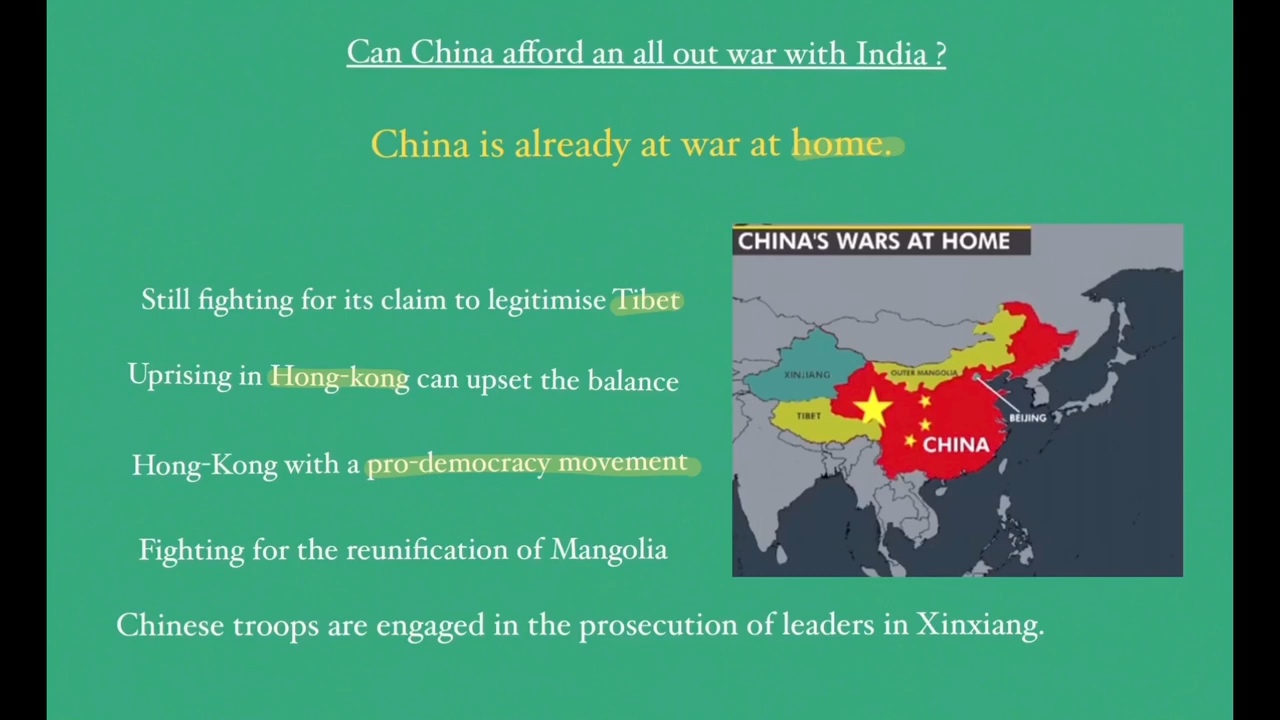 Can China afford an all out war with India ?
China is already at war at home.
Still fighting for its claim to legitimise Tibet
Uprising in Hong-kong can upset the balance
Hong-Kong with a pro-democracy movement
Fighting for the reunification of Mangolia
Chinese troops are engaged in the prosecution of leaders in Xinxiang.
CHINA'S WARS AT HOME
XINJIANG
OUTER MANGOLIA
TIBET
BEIJING
CHINA